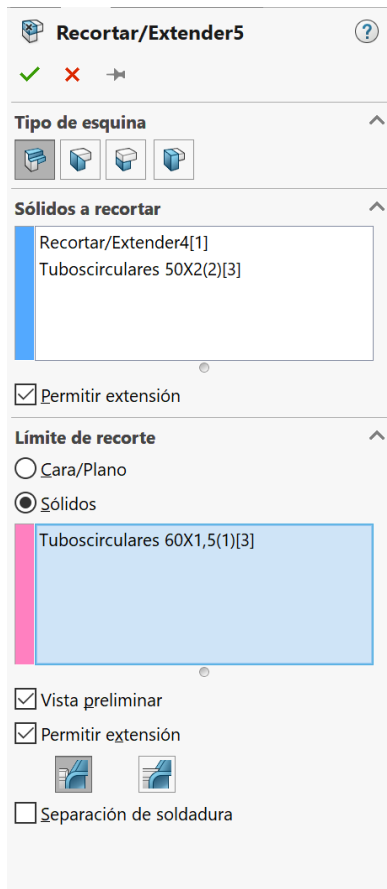 Recortar/Extender5
?
Tipo de esquina
Sólidos a recortar
Recortar/Extender4[1]
Tuboscirculares 50X2(2)[3]
Permitir extensión
Límite de recorte
Cara/Plano
Sólidos
Tuboscirculares 60X1,5(1)[3]
Vista preliminar
Permitir extensión
Separación de soldadura